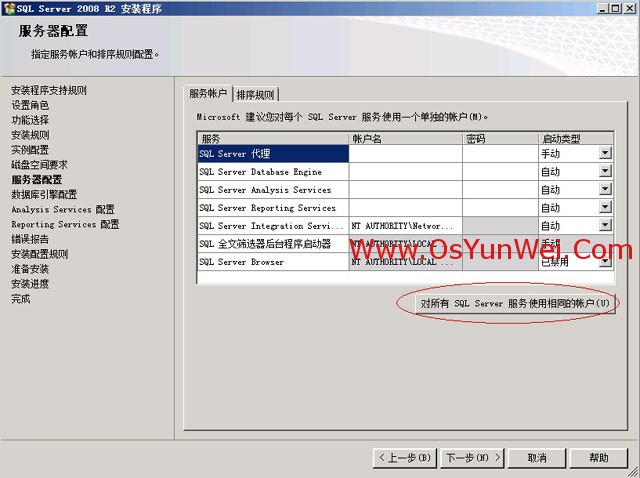 SQL Server 2008 R2 安装程序
服务器配置
指定服务帐户和排序规则配置。
安装程序支持规则
设置角色
功能选择
安装规则
实例配置
磁盘空间要求
服务器配置
数据库引擎配置
Analysis Services 配置
Reporting Services 配置
错误报告
安装配置规则
准备安装
安装进度
完成
服务帐户 排序规则
Microsoft 建议您对每个 SQL Server 服务使用一个单独的帐户(M)。
服务 帐户名 密码 启动类型
SQL Server 代理 手动
SQL Server Database Engine 自动
SQL Server Analysis Services 自动
SQL Server Reporting Services 自动
SQL Server Integration Servi... NT AUTHORITY\Networ... 自动
SQL 全文筛选器后台程序启动器 NT AUTHORITY\LOCAL ... 手动
SQL Server Browser NT AUTHORITY\LOCAL ... 已禁用
www.OsYunWei.Com
对所有 SQL Server 服务使用相同的帐户(U)
< 上一步(B) 下一步(N) > 取消 帮助